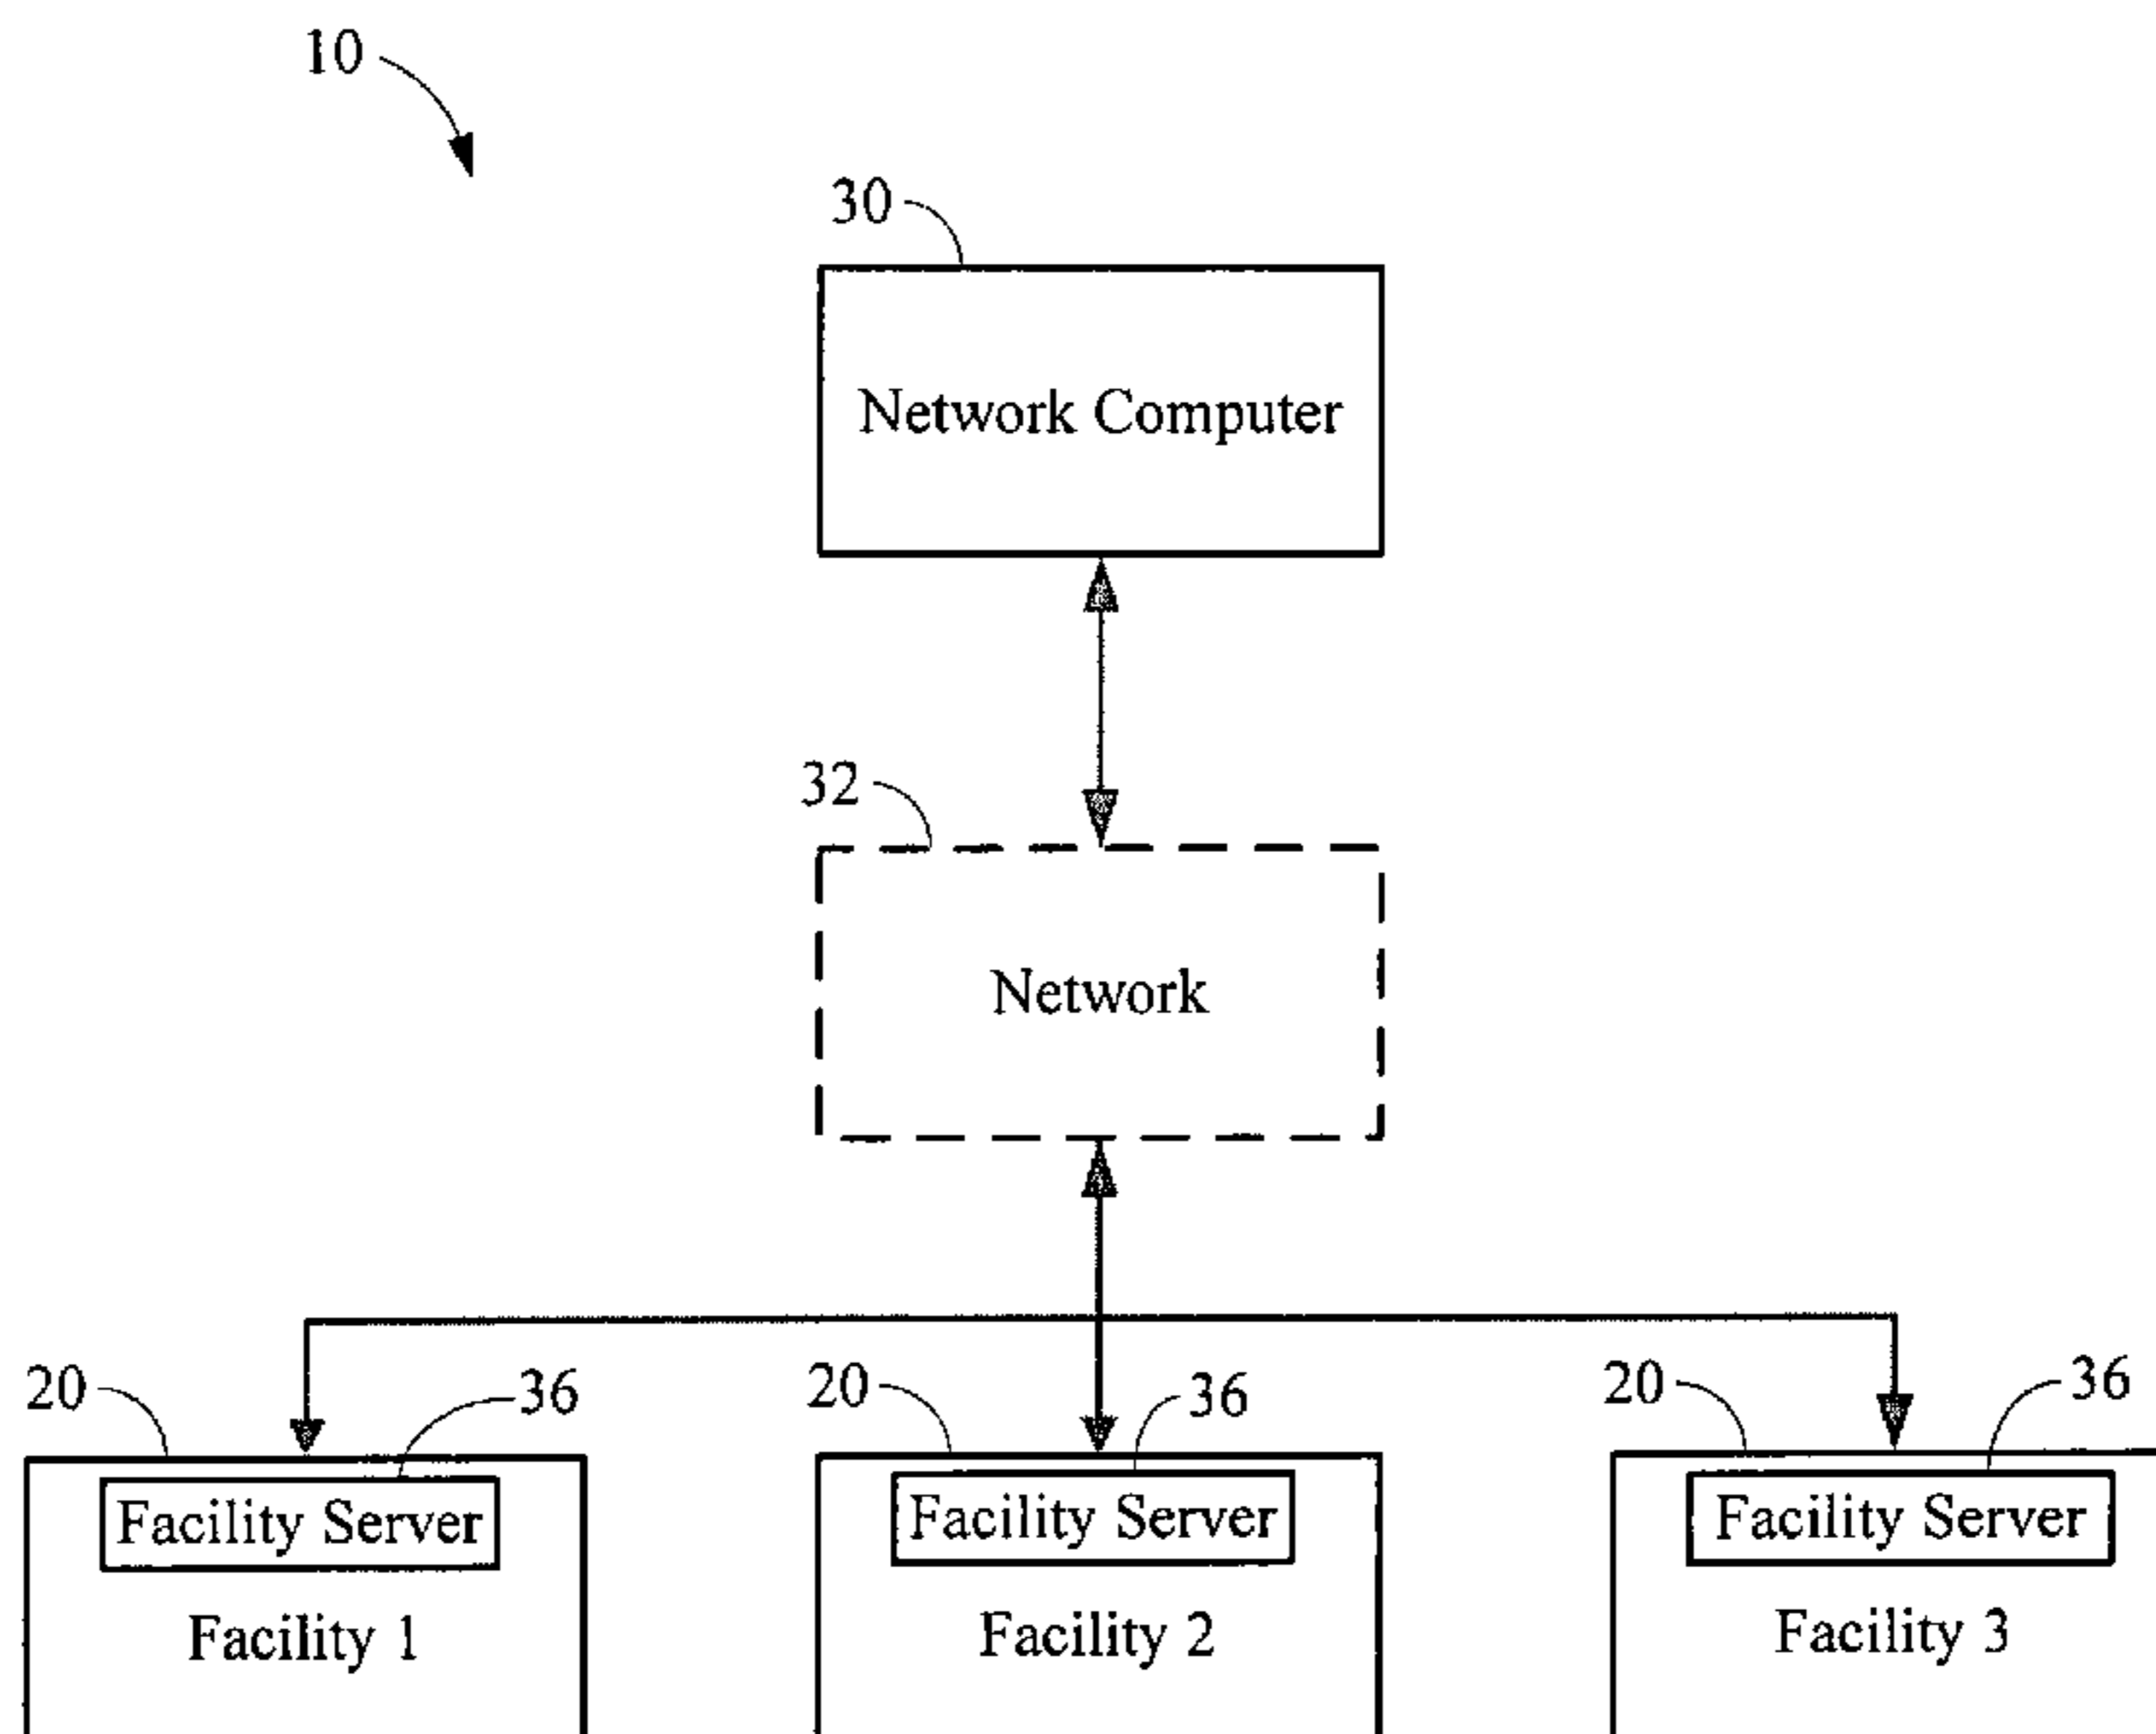 10
30
Network Computer
32
Network
20
36
20
36
20
36
Facility Server
Facility Server
Facility Server
Facility 1
Facility 2
Facility 3